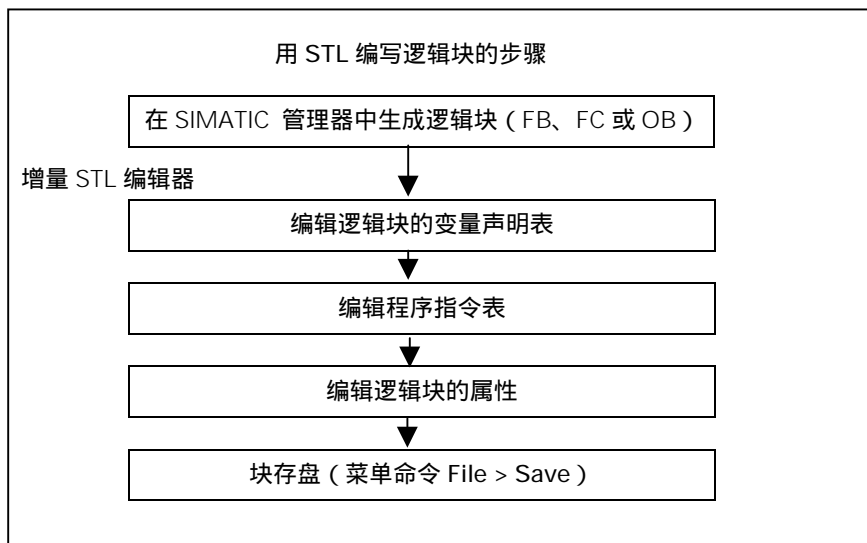 用 STL 编写逻辑块的步骤
在 SIMATIC 管理器中生成逻辑块（FB、FC 或 OB）
增量 STL 编辑器
编辑逻辑块的变量声明表
编辑程序指令表
编辑逻辑块的属性
块存盘（菜单命令 File > Save）